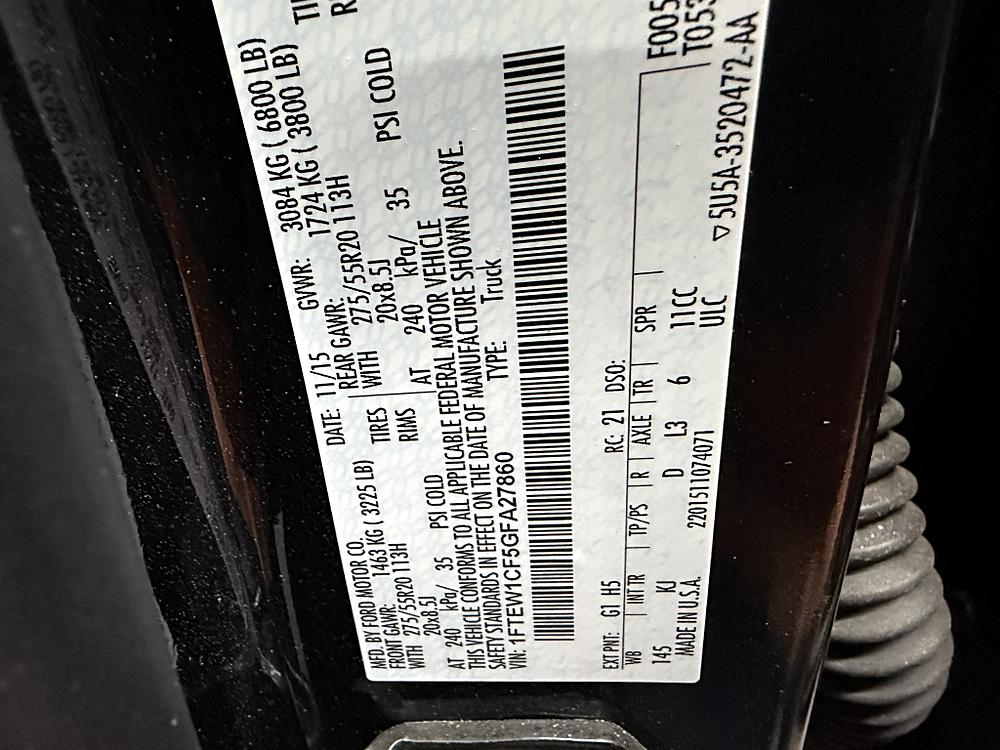 MFD. BY FORD MOTOR CO. DATE: 11/15 GVWR: 3084 KG ( 6800 LB)
FRONT GAWR: 1463 KG ( 3225 LB) REAR GAWR: 1724 KG ( 3800 LB)
WITH 275/55R20 113H TIRES WITH 275/55R20 113H
20x8.5J RIMS 20x8.5J
AT 240 kPa/ 35 PSI COLD AT 240 kPa/ 35 PSI COLD
THIS VEHICLE CONFORMS TO ALL APPLICABLE FEDERAL MOTOR VEHICLE
SAFETY STANDARDS IN EFFECT ON THE DATE OF MANUFACTURE SHOWN ABOVE.
VIN: 1FTEW1CF5GFA27860 TYPE: Truck
EXT PNT: G1 H5 RC: 21 DSO: F005
WB INTR TP/PS R AXLE TR SPR T053
145 KU D L3 6 11CC
MADE IN U.S.A. 2201511074071 ULC
▽5U5A-3520472-AA